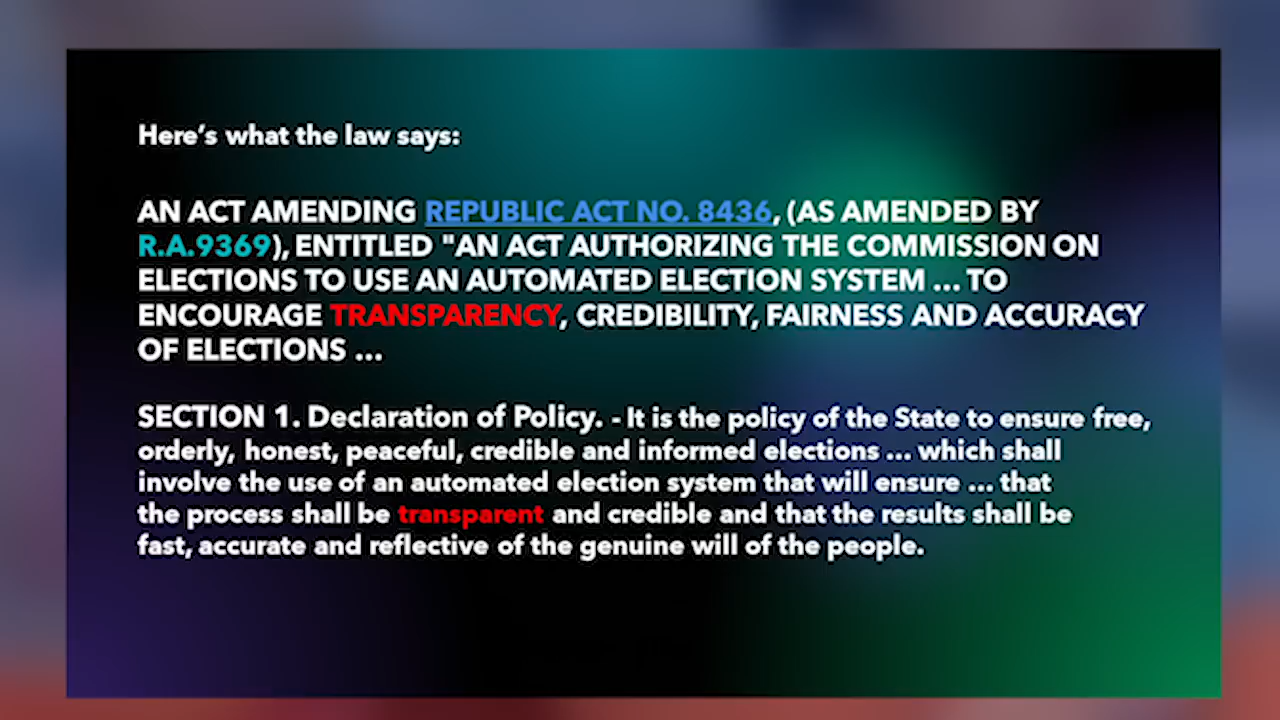 Here's what the law says:
AN ACT AMENDING REPUBLIC ACT NO. 8436, (AS AMENDED BY
R.A.9369), ENTITLED "AN ACT AUTHORIZING THE COMMISSION ON
ELECTIONS TO USE AN AUTOMATED ELECTION SYSTEM ... TO
ENCOURAGE TRANSPARENCY, CREDIBILITY, FAIRNESS AND ACCURACY
OF ELECTIONS ...
SECTION 1. Declaration of Policy. - It is the policy of the State to ensure free,
orderly, honest, peaceful, credible and informed elections ... which shall
involve the use of an automated election system that will ensure ... that
the process shall be transparent and credible and that the results shall be
fast, accurate and reflective of the genuine will of the people.